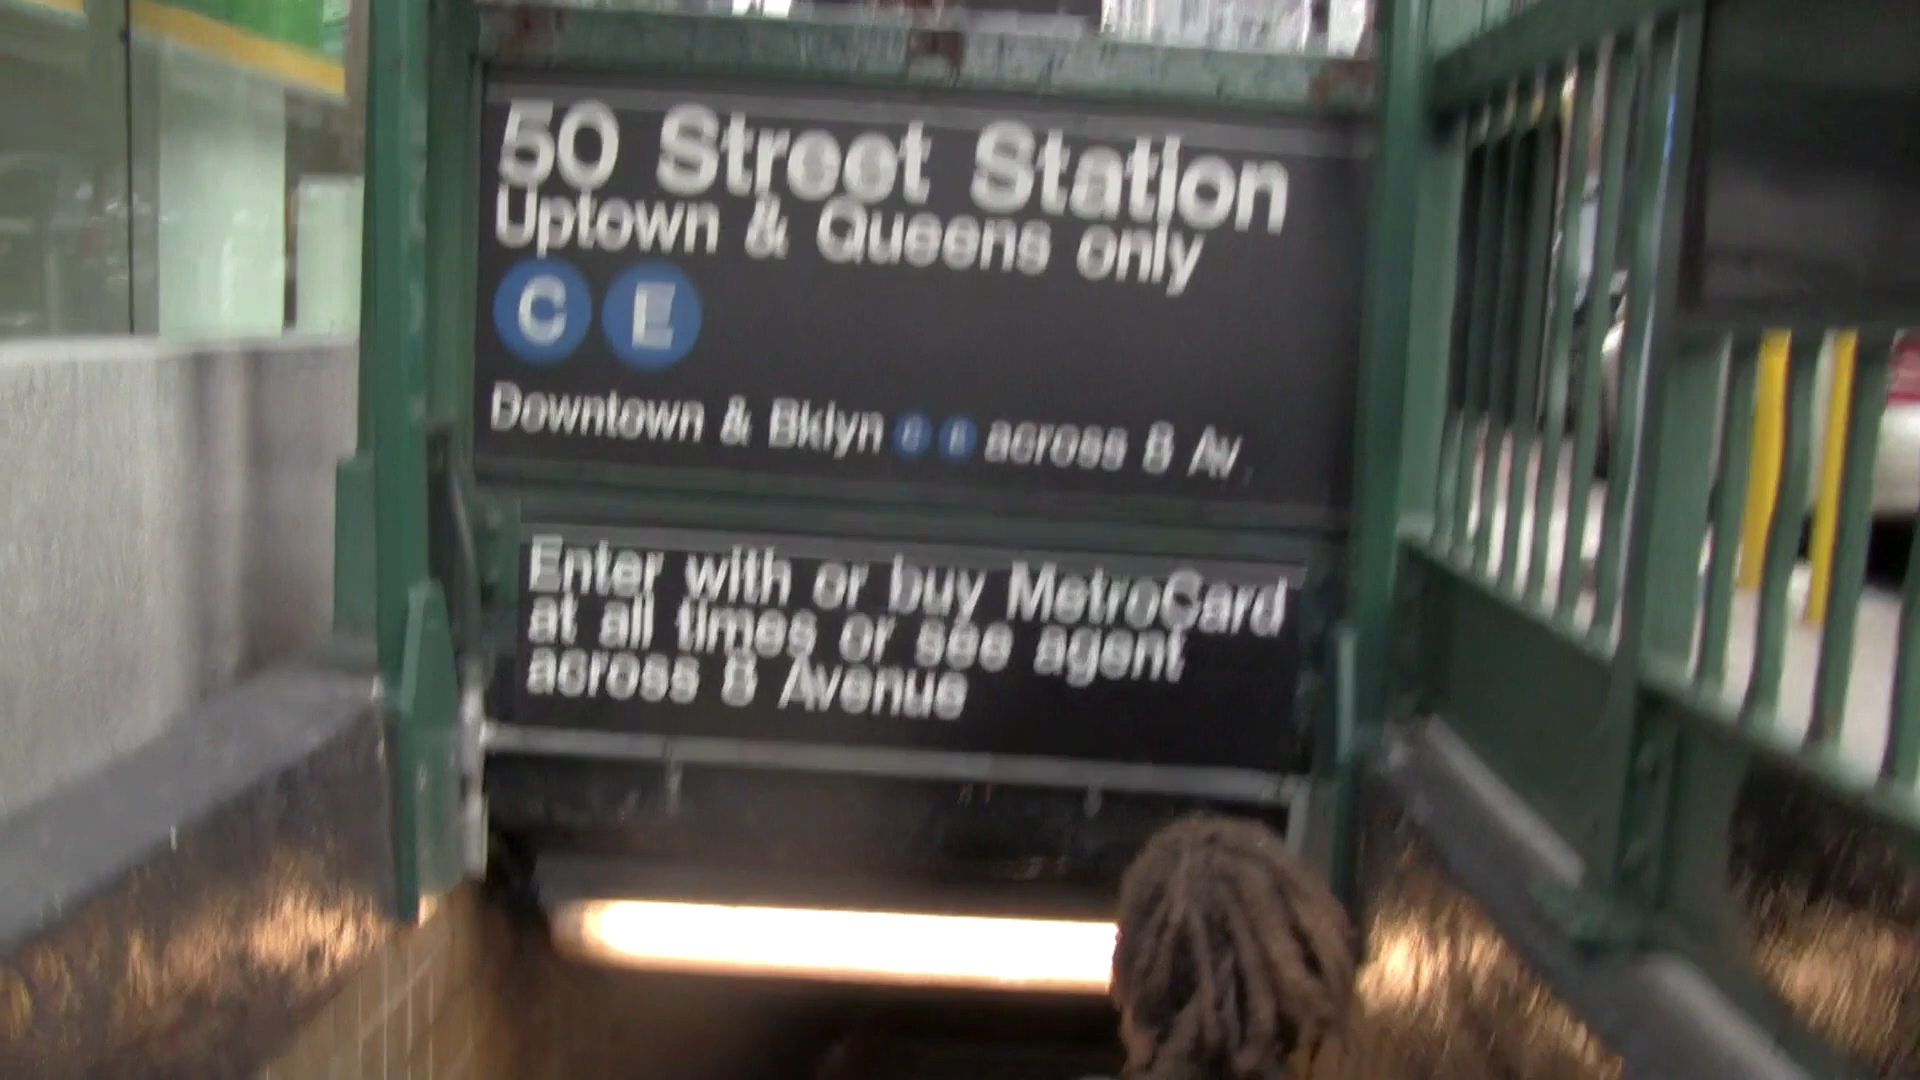 50 Street Station
Uptown & Queens only
C E
Downtown & Bklyn C E across 8 Av
Enter with or buy MetroCard
at all times or see agent
across 8 Avenue